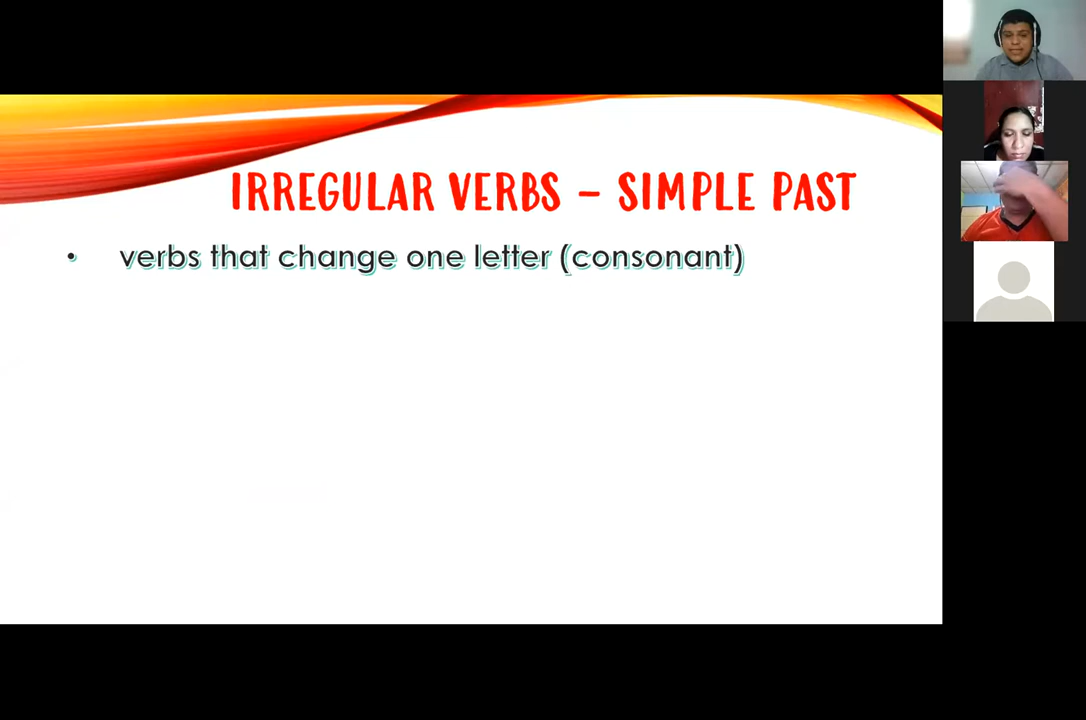 IRREGULAR VERBS – SIMPLE PAST
• verbs that change one letter (consonant)